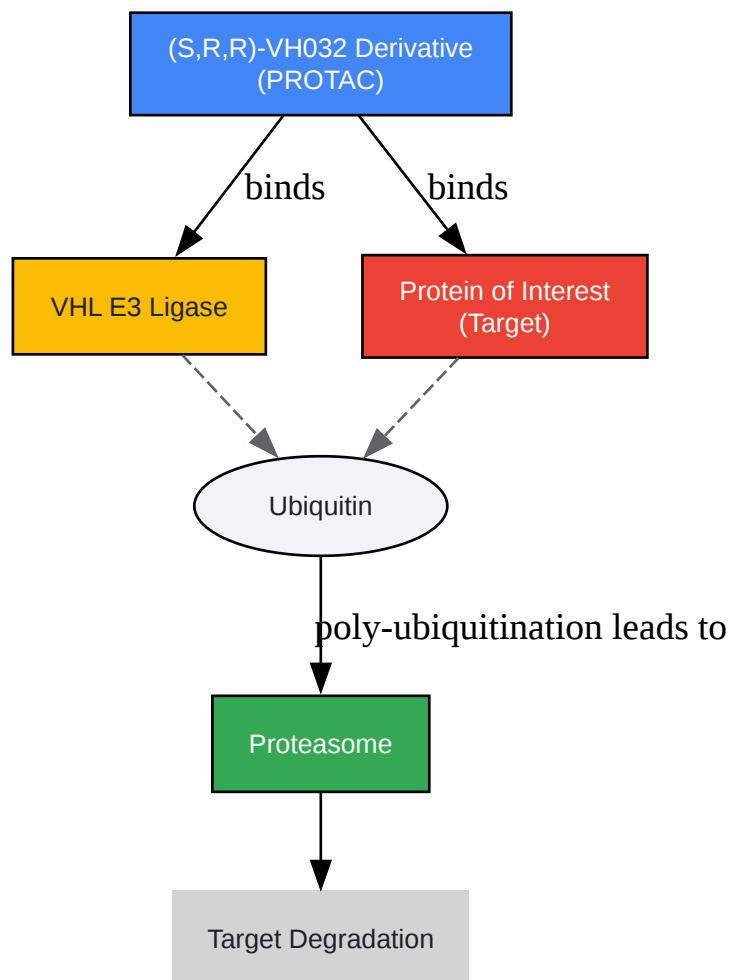 (S,R,R)-VH032 Derivative
(PROTAC)
binds
binds
VHL E3 Ligase
Protein of Interest
(Target)
Ubiquitin
poly-ubiquitination leads to
Proteasome
Target Degradation